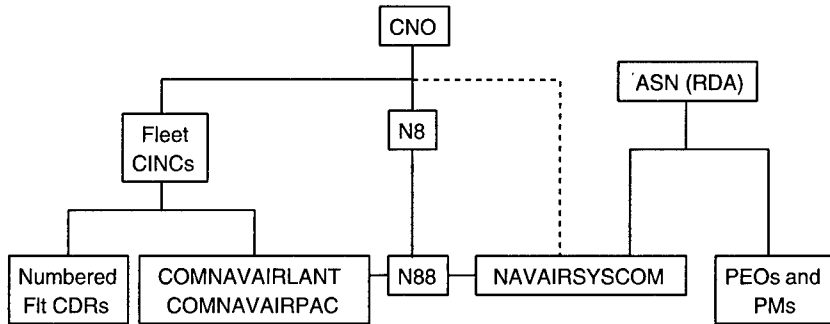 CNO
ASN (RDA)
Fleet
CINCs
N8
Numbered
Flt CDRs
COMNAVAIRLANT
COMNAVAIRPAC
N88
NAVAIRSYSCOM
PEOs and
PMs